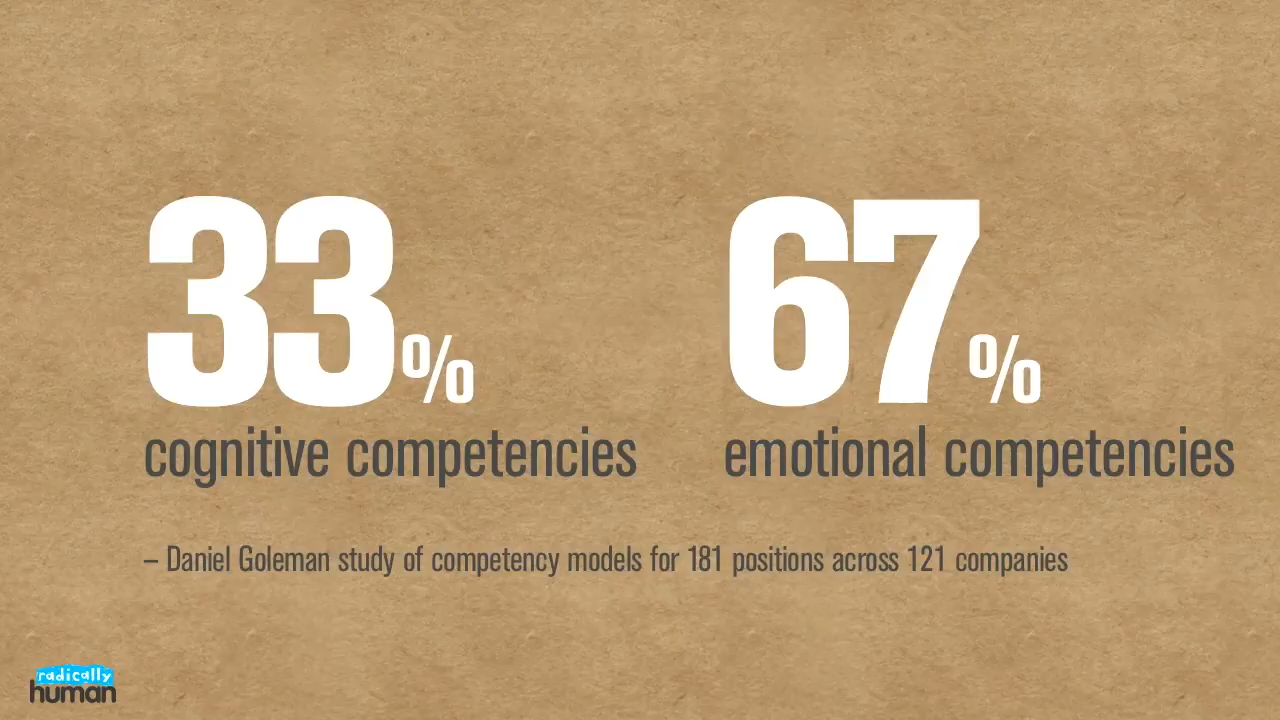 33% 67%
cognitive competencies emotional competencies
– Daniel Goleman study of competency models for 181 positions across 121 companies
radically
human